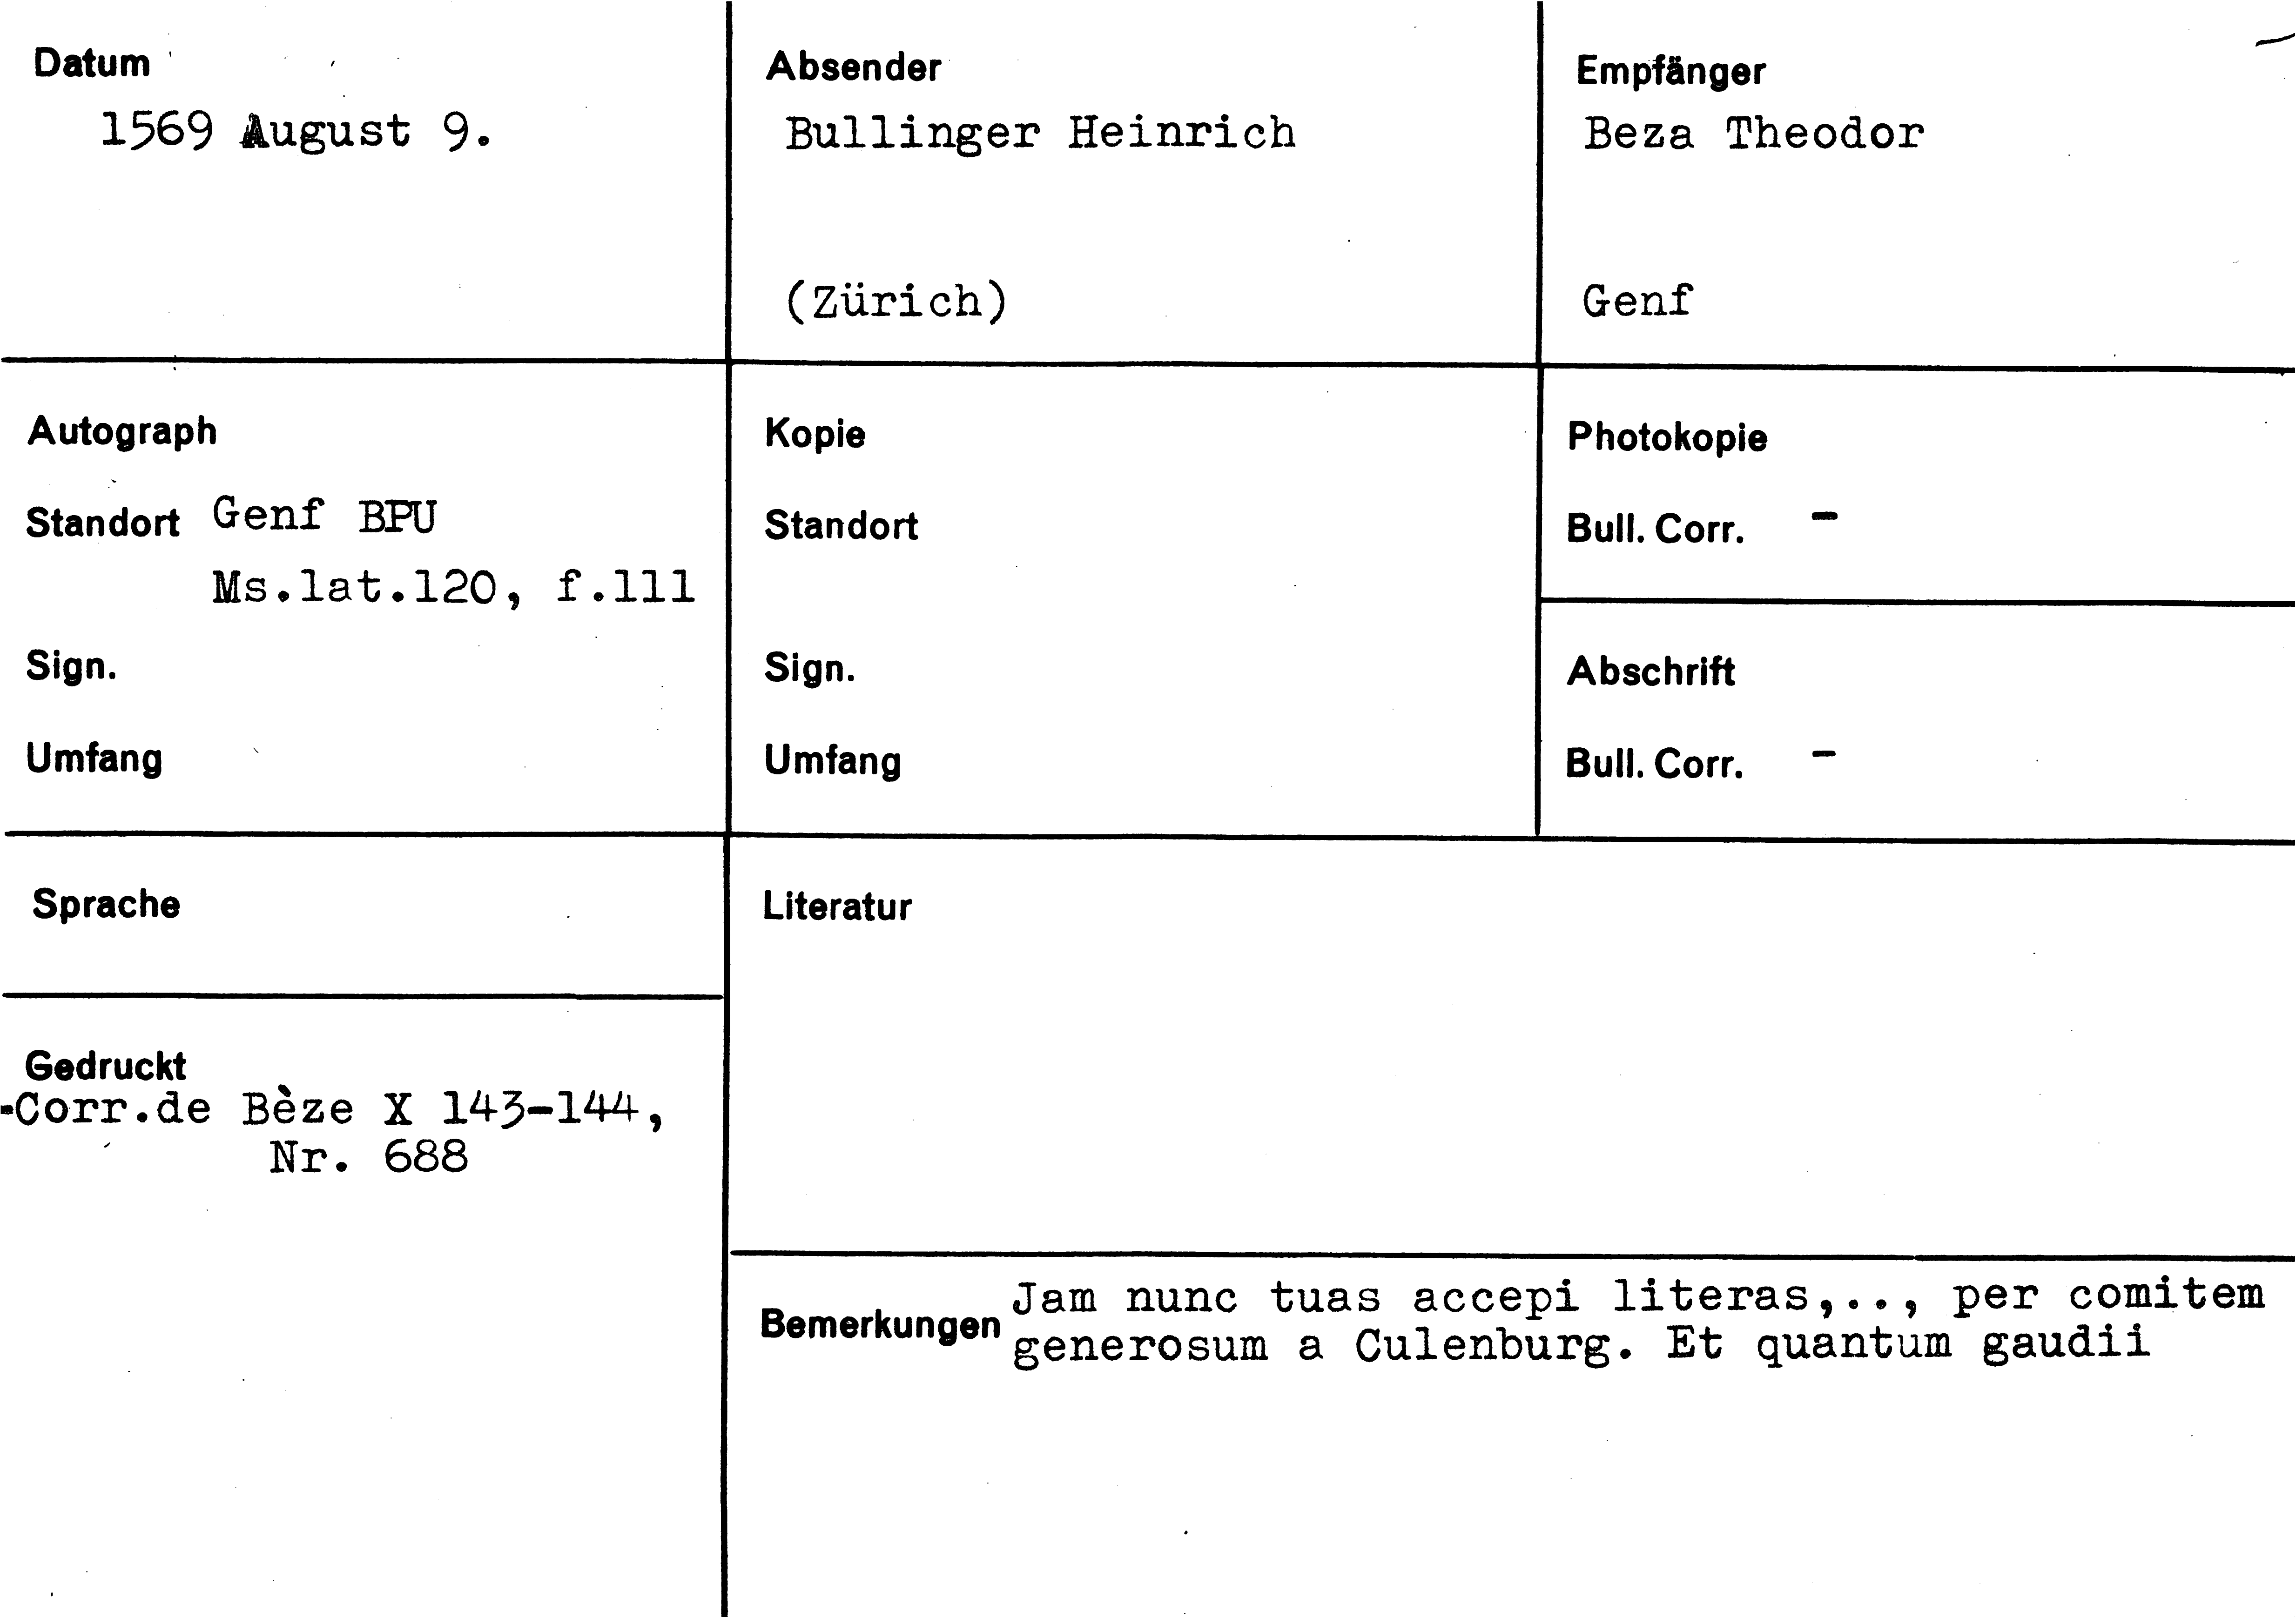 Datum
1569 August 9.
Absender
Bullinger Heinrich
(Zürich)
Empfänger
Beza Theodor
Genf
Autograph
Standort Genf BPU
Ms.lat.120, f.111
Sign.
Umfang
Kopie
Standort
Sign.
Umfang
Photokopie
Bull. Corr. -
Abschrift
Bull. Corr. -
Sprache
Gedruckt
-Corr.de Bèze X 143-144,
Nr. 688
Literatur
Bemerkungen Jam nunc tuas accepi literas,.., per comitem
generosum a Culenburg. Et quantum gaudii